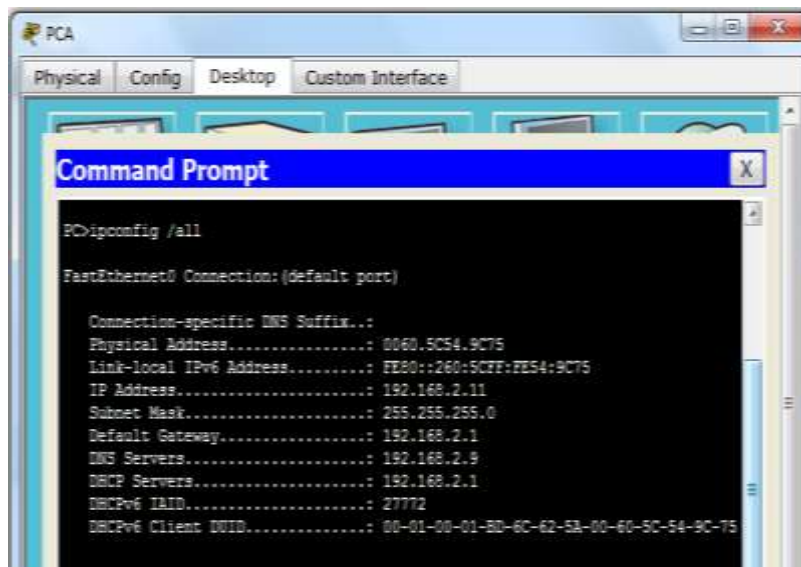 PCA
Physical Config Desktop Custom Interface
Command Prompt X
PC>ipconfig /all
FastEthernet0 Connection:(default port)
Connection-specific DNS Suffix..:
Physical Address................: 0060.5C54.9C75
Link-local IPv6 Address.........: FE80::260:5CFF:FE54:9C75
IP Address......................: 192.168.2.11
Subnet Mask.....................: 255.255.255.0
Default Gateway.................: 192.168.2.1
DNS Servers.....................: 192.168.2.9
DHCP Servers....................: 192.168.2.1
DHCPv6 IAID.....................: 27772
DHCPv6 Client DUID..............: 00-01-00-01-BD-6C-62-5A-00-60-5C-54-9C-75